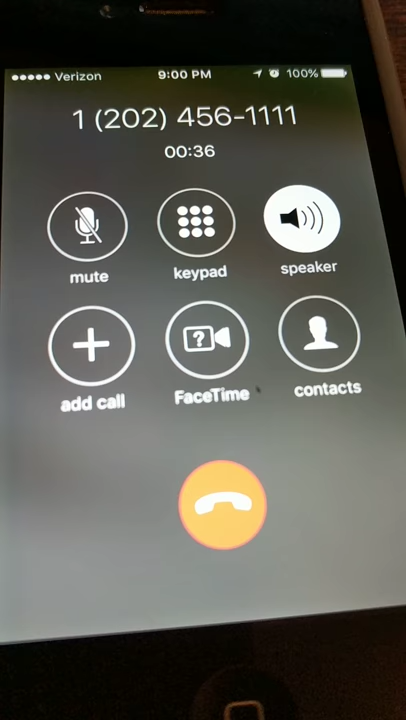 Verizon 9:00 PM 100%
1 (202) 456-1111
00:36
mute keypad speaker
?
add call FaceTime contacts